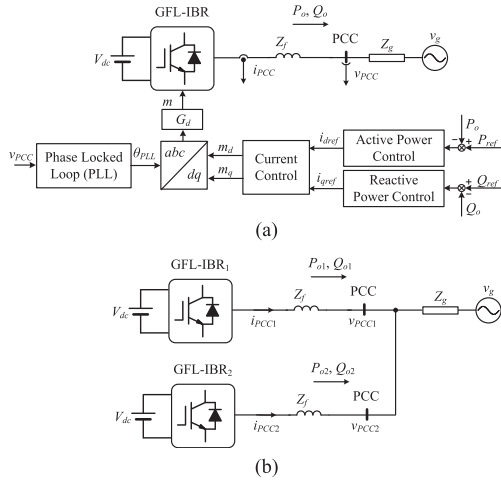 GFL-IBR
P_o, Q_o
V_dc
Z_f
PCC
Z_g
v_g
m
i_PCC
v_PCC
G_d
P_o
v_PCC
Phase Locked
Loop (PLL)
θ_PLL
abc
dq
m_d
m_q
Current
Control
i_dref
i_qref
Active Power
Control
Reactive
Power Control
−
+
P_ref
+
−
Q_ref
Q_o
(a)
GFL-IBR₁
P_o1, Q_o1
V_dc
Z_f
PCC
Z_g
v_g
i_PCC1
v_PCC1
GFL-IBR₂
P_o2, Q_o2
V_dc
Z_f
PCC
i_PCC2
v_PCC2
(b)